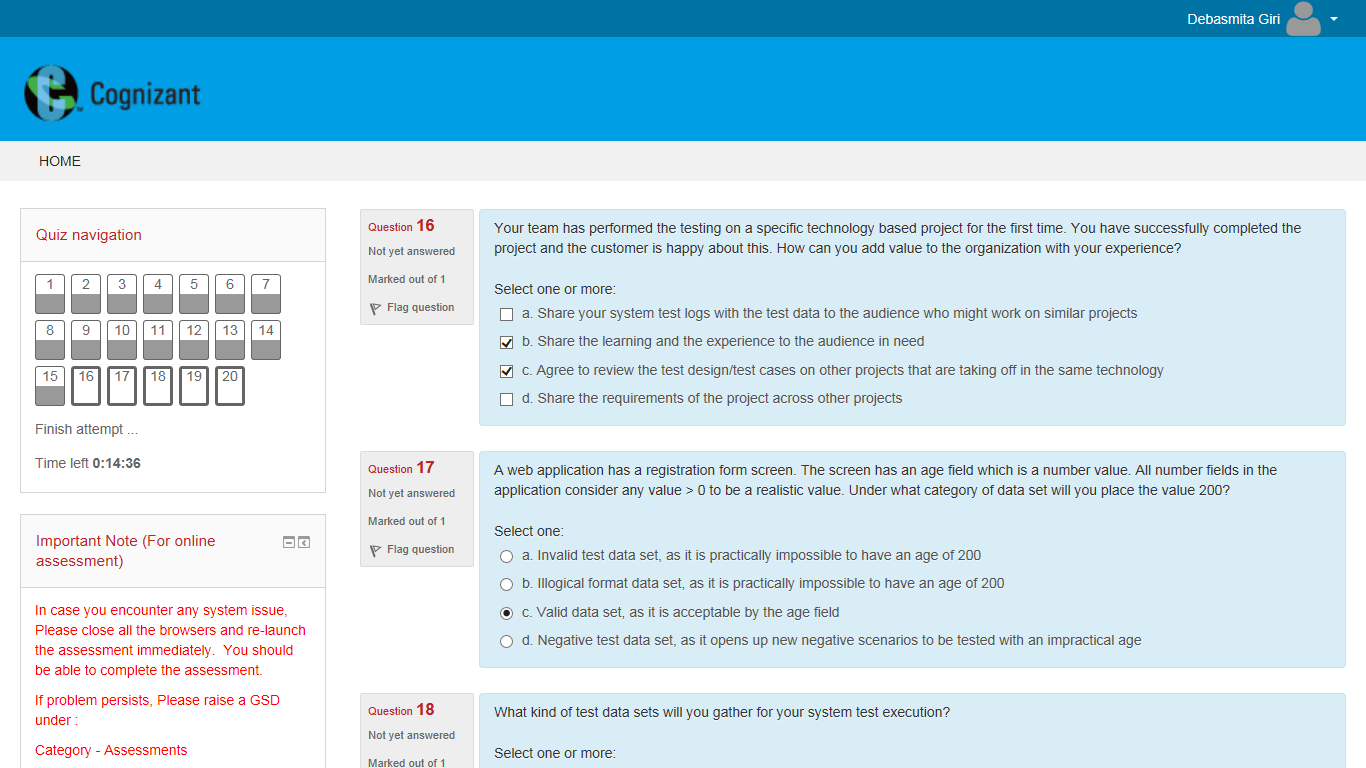 Debasmita Giri
Cognizant
HOME
Quiz navigation
1 2 3 4 5 6 7
8 9 10 11 12 13 14
15 16 17 18 19 20
Finish attempt ...
Time left 0:14:36
Important Note (For online
assessment)
In case you encounter any system issue,
Please close all the browsers and re-launch
the assessment immediately.  You should
be able to complete the assessment.
If problem persists, Please raise a GSD
under :
Category - Assessments
Question 16
Not yet answered
Marked out of 1
Flag question
Your team has performed the testing on a specific technology based project for the first time. You have successfully completed the
project and the customer is happy about this. How can you add value to the organization with your experience?
Select one or more:
a. Share your system test logs with the test data to the audience who might work on similar projects
b. Share the learning and the experience to the audience in need
c. Agree to review the test design/test cases on other projects that are taking off in the same technology
d. Share the requirements of the project across other projects
Question 17
Not yet answered
Marked out of 1
Flag question
A web application has a registration form screen. The screen has an age field which is a number value. All number fields in the
application consider any value > 0 to be a realistic value. Under what category of data set will you place the value 200?
Select one:
a. Invalid test data set, as it is practically impossible to have an age of 200
b. Illogical format data set, as it is practically impossible to have an age of 200
c. Valid data set, as it is acceptable by the age field
d. Negative test data set, as it opens up new negative scenarios to be tested with an impractical age
Question 18
Not yet answered
Marked out of 1
What kind of test data sets will you gather for your system test execution?
Select one or more: